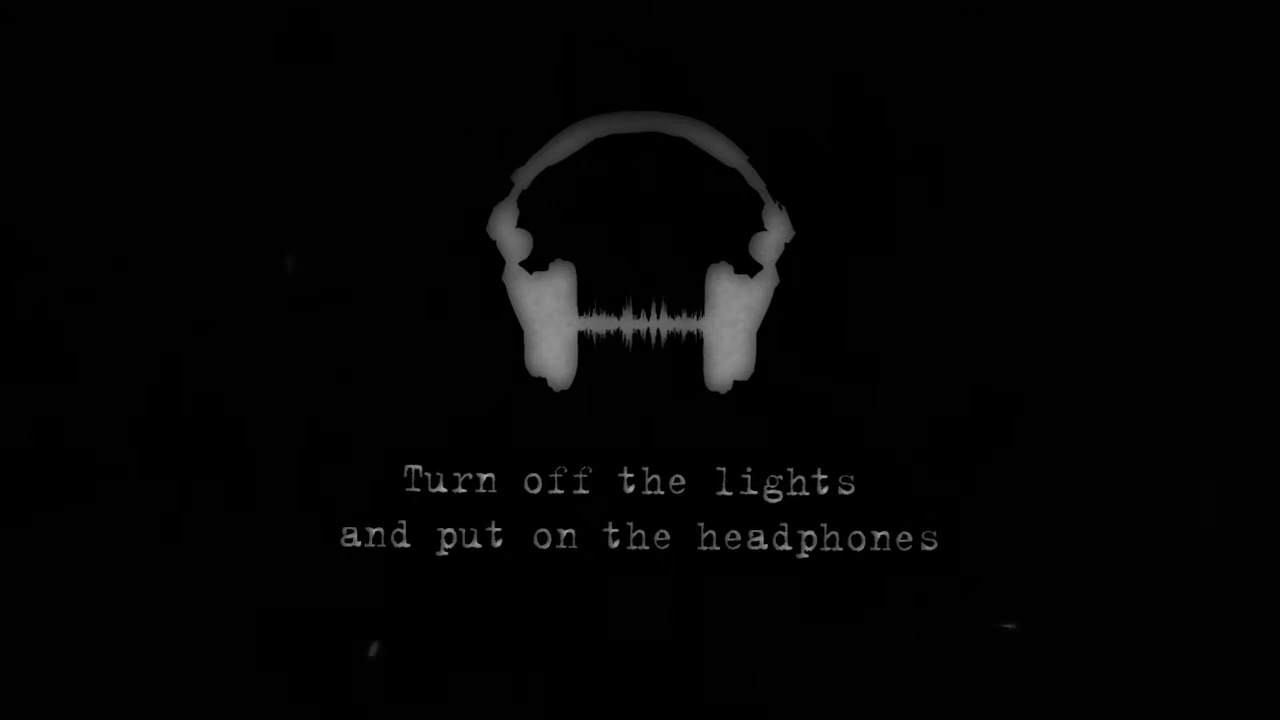 Turn off the lights
and put on the headphones